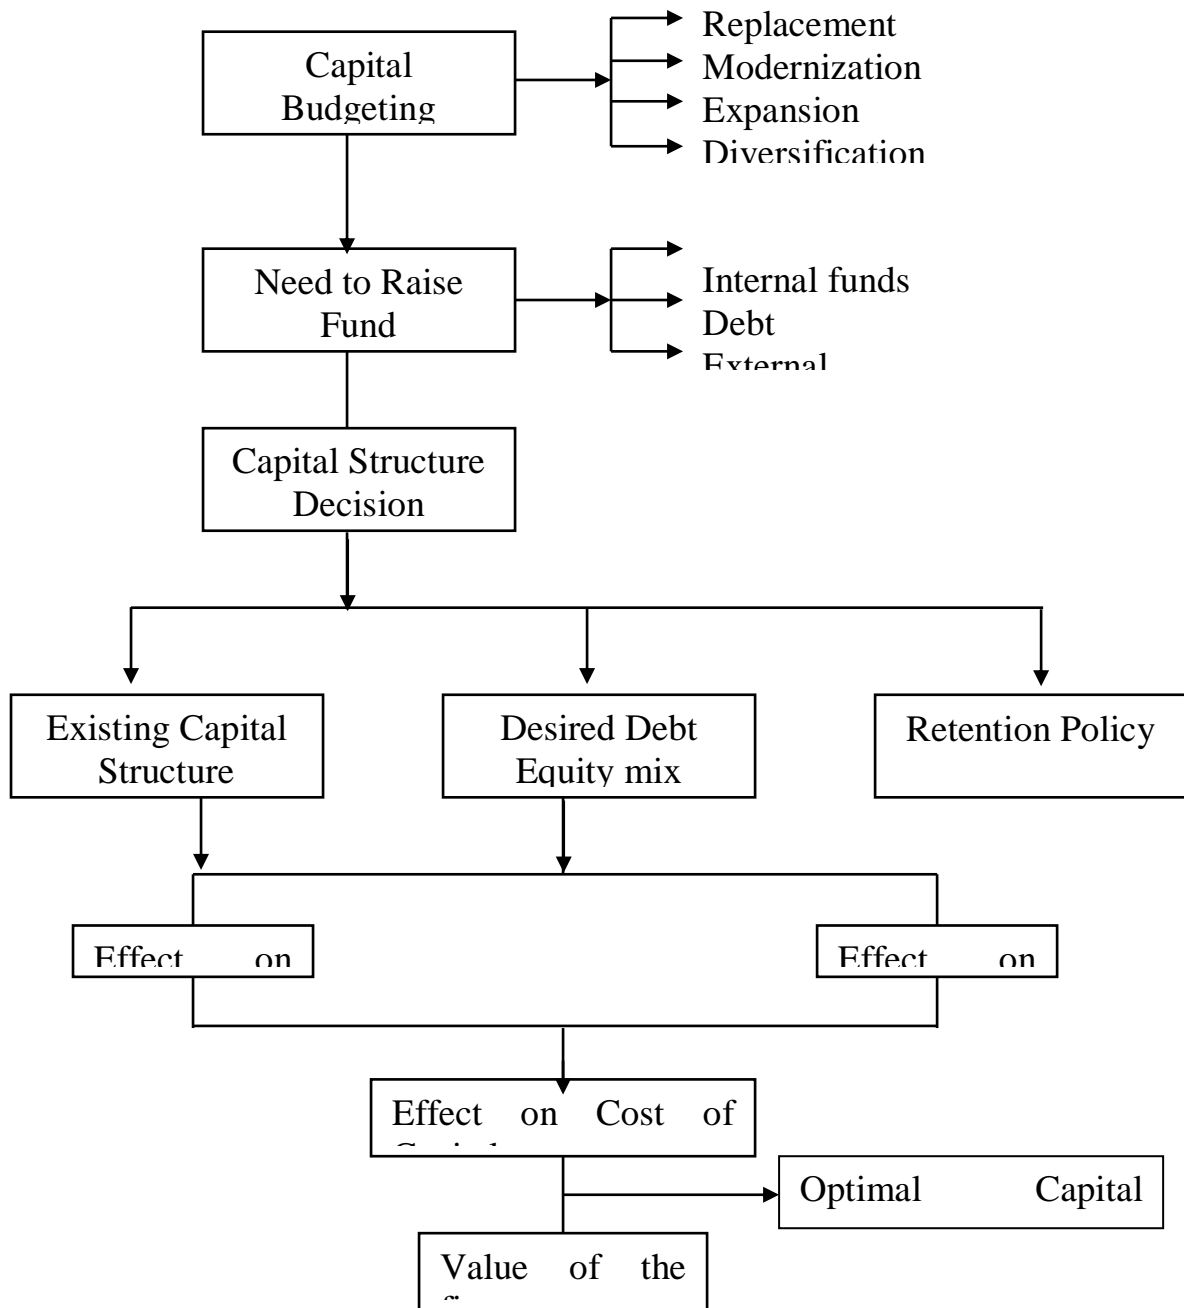 Replacement
Modernization
Expansion
Diversification
Capital
Budgeting
Need to Raise
Fund
Internal funds
Debt
External
Capital Structure
Decision
Existing Capital
Structure
Desired Debt
Equity mix
Retention Policy
Effect on
Effect on
Effect on Cost of
Capital
Optimal Capital
Value of the